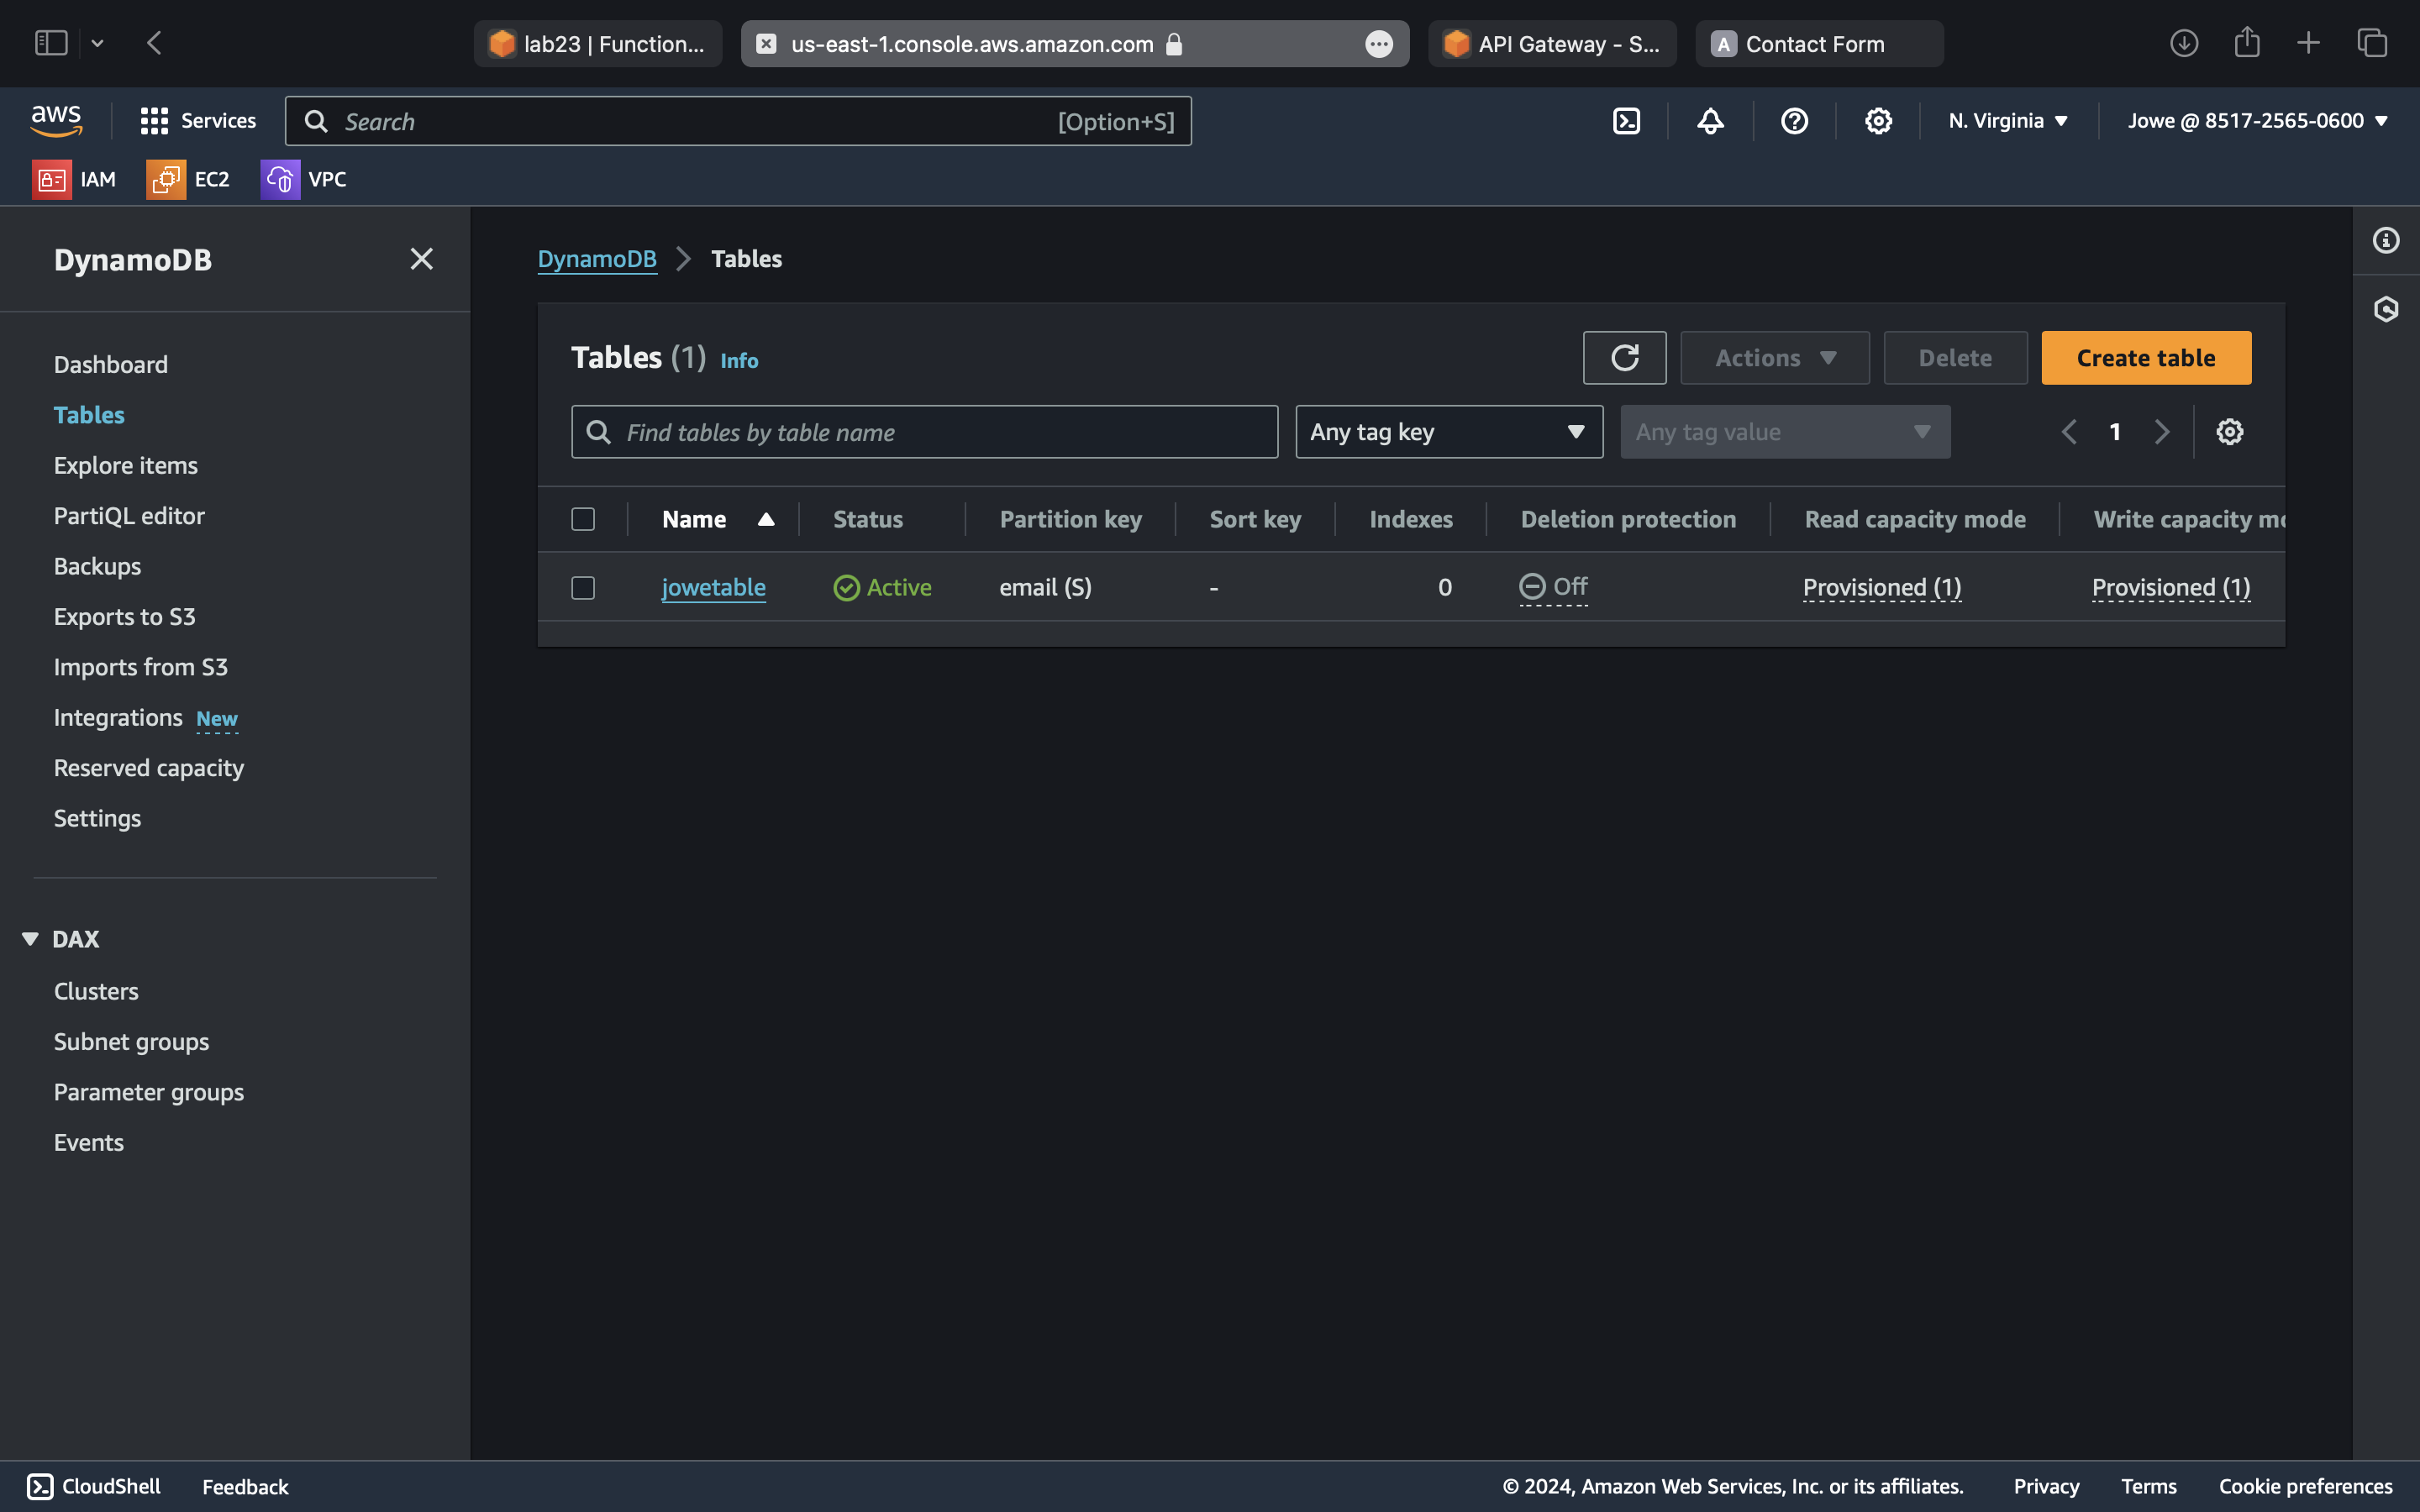 lab23 | Function...
us-east-1.console.aws.amazon.com
API Gateway - S...
A Contact Form
aws
Services
Search
[Option+S]
N. Virginia
Jowe @ 8517-2565-0600
IAM
EC2
VPC
DynamoDB
Dashboard
Tables
Explore items
PartiQL editor
Backups
Exports to S3
Imports from S3
Integrations New
Reserved capacity
Settings
DAX
Clusters
Subnet groups
Parameter groups
Events
DynamoDB > Tables
Tables (1) Info
Actions
Delete
Create table
Find tables by table name
Any tag key
Any tag value
1
Name Status Partition key Sort key Indexes Deletion protection Read capacity mode Write capacity mo
jowetable Active email (S) - 0 Off Provisioned (1) Provisioned (1)
CloudShell
Feedback
© 2024, Amazon Web Services, Inc. or its affiliates.
Privacy
Terms
Cookie preferences